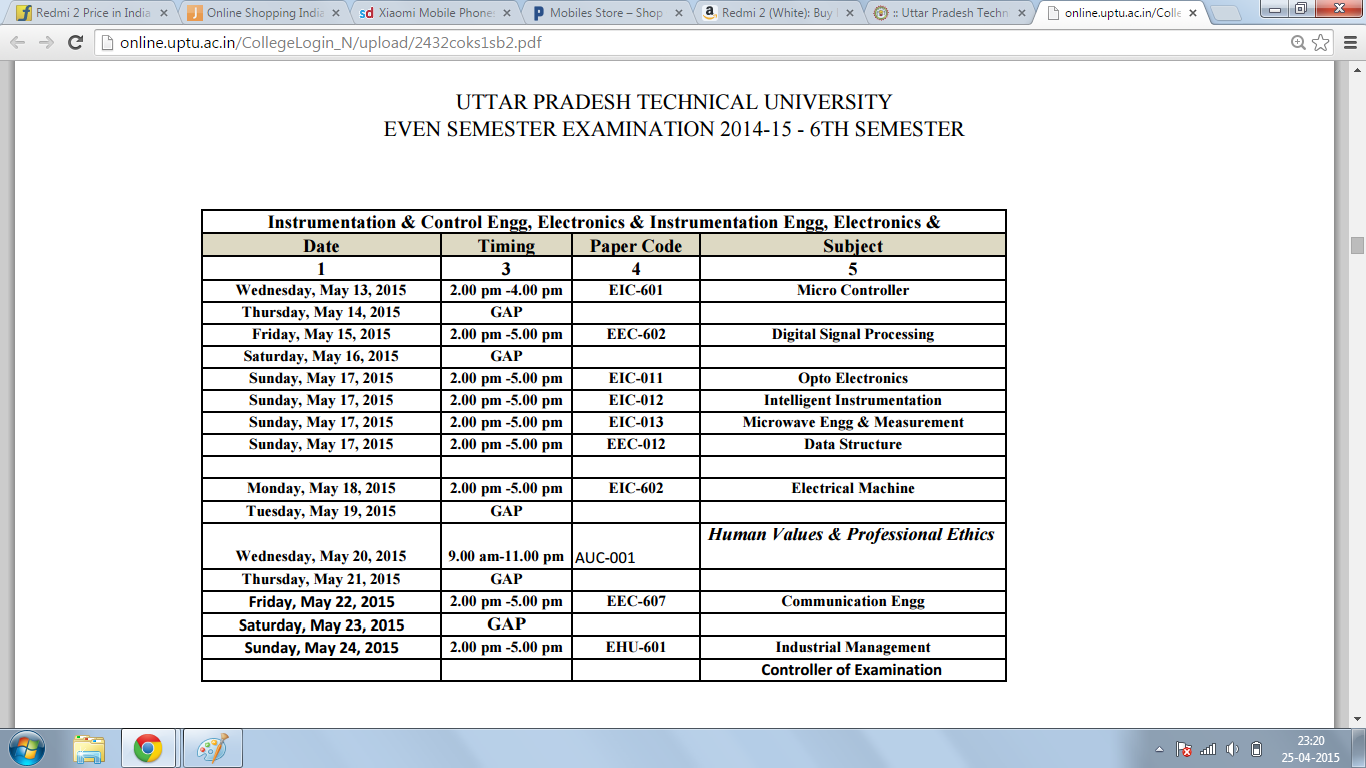 Redmi 2 Price in India
Online Shopping India
Xiaomi Mobile Phones
Mobiles Store – Shop
Redmi 2 (White): Buy
:: Uttar Pradesh Techn
online.uptu.ac.in/Colle
online.uptu.ac.in/CollegeLogin_N/upload/2432coks1sb2.pdf
UTTAR PRADESH TECHNICAL UNIVERSITY
EVEN SEMESTER EXAMINATION 2014-15 - 6TH SEMESTER
Instrumentation & Control Engg, Electronics & Instrumentation Engg, Electronics &
Date Timing Paper Code Subject
1 3 4 5
Wednesday, May 13, 2015 2.00 pm -4.00 pm EIC-601 Micro Controller
Thursday, May 14, 2015 GAP
Friday, May 15, 2015 2.00 pm -5.00 pm EEC-602 Digital Signal Processing
Saturday, May 16, 2015 GAP
Sunday, May 17, 2015 2.00 pm -5.00 pm EIC-011 Opto Electronics
Sunday, May 17, 2015 2.00 pm -5.00 pm EIC-012 Intelligent Instrumentation
Sunday, May 17, 2015 2.00 pm -5.00 pm EIC-013 Microwave Engg & Measurement
Sunday, May 17, 2015 2.00 pm -5.00 pm EEC-012 Data Structure
Monday, May 18, 2015 2.00 pm -5.00 pm EIC-602 Electrical Machine
Tuesday, May 19, 2015 GAP
Wednesday, May 20, 2015 9.00 am-11.00 pm AUC-001 Human Values & Professional Ethics
Thursday, May 21, 2015 GAP
Friday, May 22, 2015 2.00 pm -5.00 pm EEC-607 Communication Engg
Saturday, May 23, 2015 GAP
Sunday, May 24, 2015 2.00 pm -5.00 pm EHU-601 Industrial Management
Controller of Examination
23:20
25-04-2015